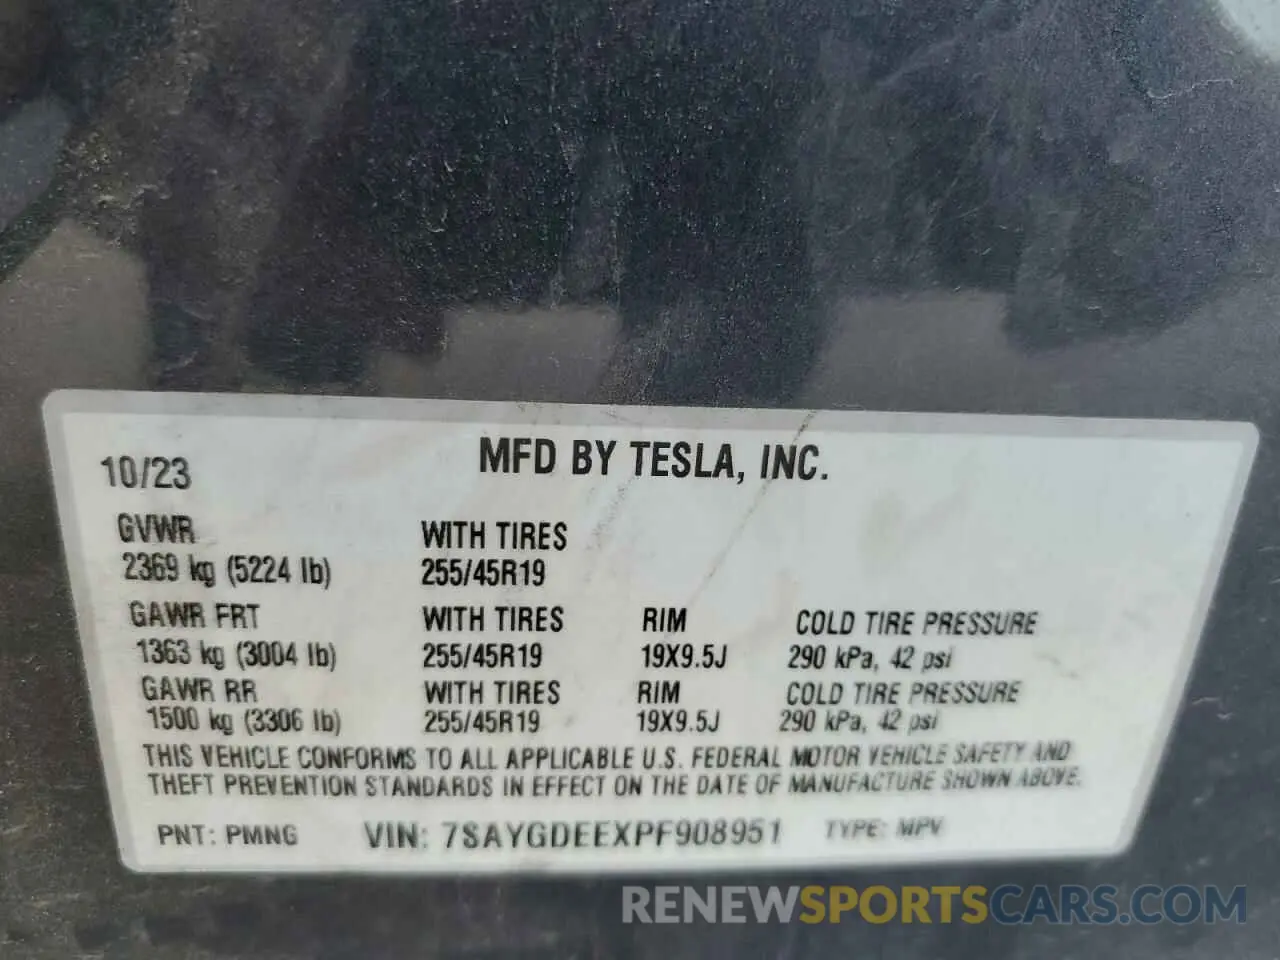 MFD BY TESLA, INC.
10/23
GVWR WITH TIRES
2369 kg (5224 lb) 255/45R19
GAWR FRT WITH TIRES RIM COLD TIRE PRESSURE
1363 kg (3004 lb) 255/45R19 19X9.5J 290 kPa, 42 psi
GAWR RR WITH TIRES RIM COLD TIRE PRESSURE
1500 kg (3306 lb) 255/45R19 19X9.5J 290 kPa, 42 psi
THIS VEHICLE CONFORMS TO ALL APPLICABLE U.S. FEDERAL MOTOR VEHICLE SAFETY AND
THEFT PREVENTION STANDARDS IN EFFECT ON THE DATE OF MANUFACTURE SHOWN ABOVE.
PNT: PMNG VIN: 7SAYGDEEXPF908951 TYPE: MPV
RENEWSPORTSCARS.COM